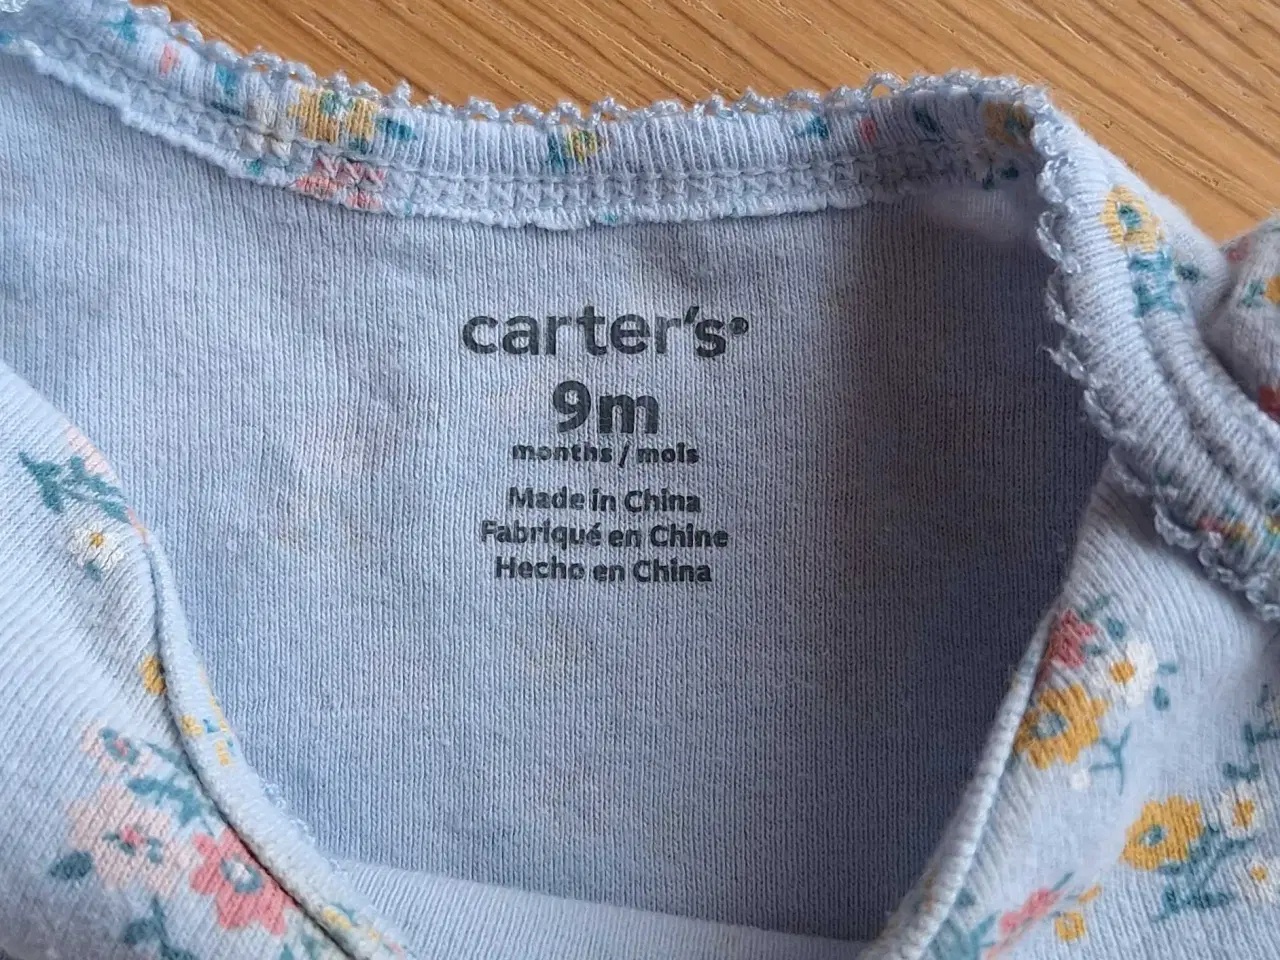 carter's®
9m
months / mois
Made in China
Fabriqué en Chine
Hecho en China